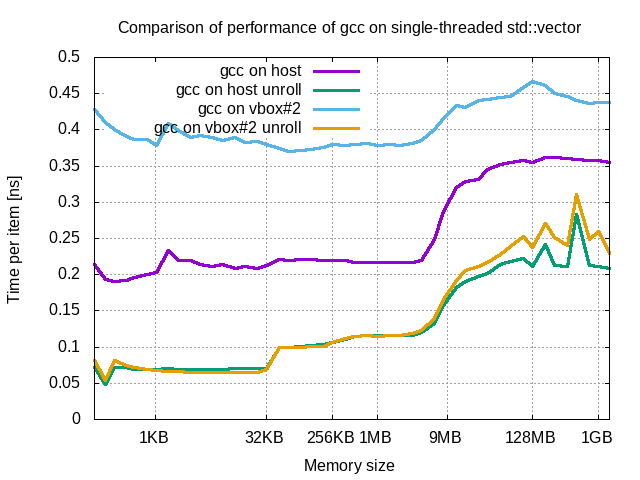 Comparison of performance of gcc on single-threaded std::vector
Time per item [ns]
0.5
0.45
0.4
0.35
0.3
0.25
0.2
0.15
0.1
0.05
0
gcc on host
gcc on host unroll
gcc on vbox#2
gcc on vbox#2 unroll
1KB 32KB 256KB 1MB 9MB 128MB 1GB
Memory size